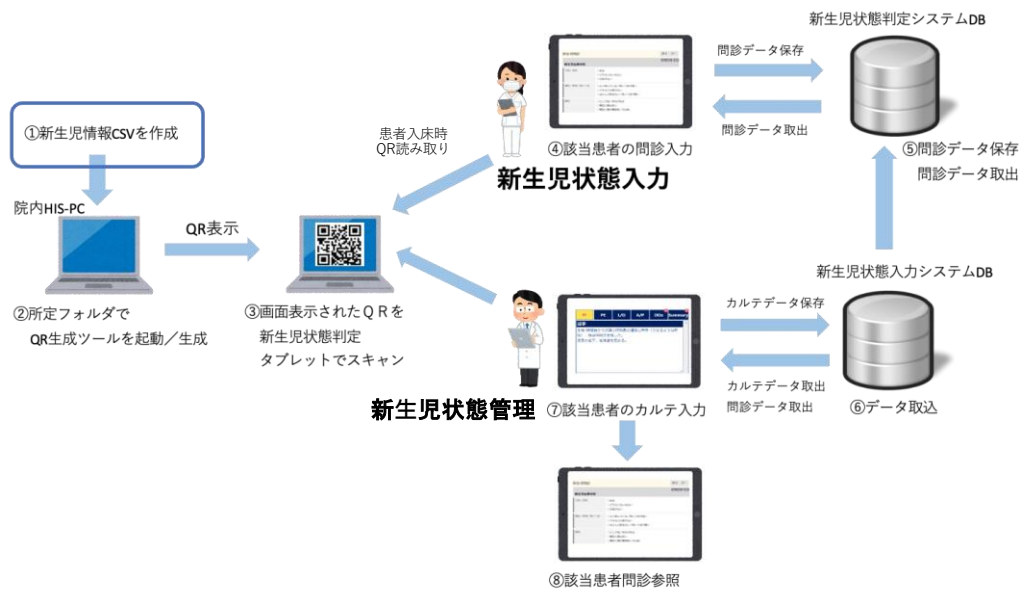 新生児状態判定システムDB
問診データ保存
①新生児情報CSVを作成
患者入床時
QR読み取り
問診データ取出
④該当患者の問診入力
⑤問診データ保存
問診データ取出
新生児状態入力
院内HIS-PC
QR表示
新生児状態入力システムDB
②所定フォルダで
QR生成ツールを起動／生成
③画面表示されたＱＲを
新生児状態判定
タブレットでスキャン
カルテデータ保存
PE
I/O
A/P
Summary
カルテデータ取出
問診データ取出
⑥データ取込
新生児状態管理
⑦該当患者のカルテ入力
⑧該当患者問診参照